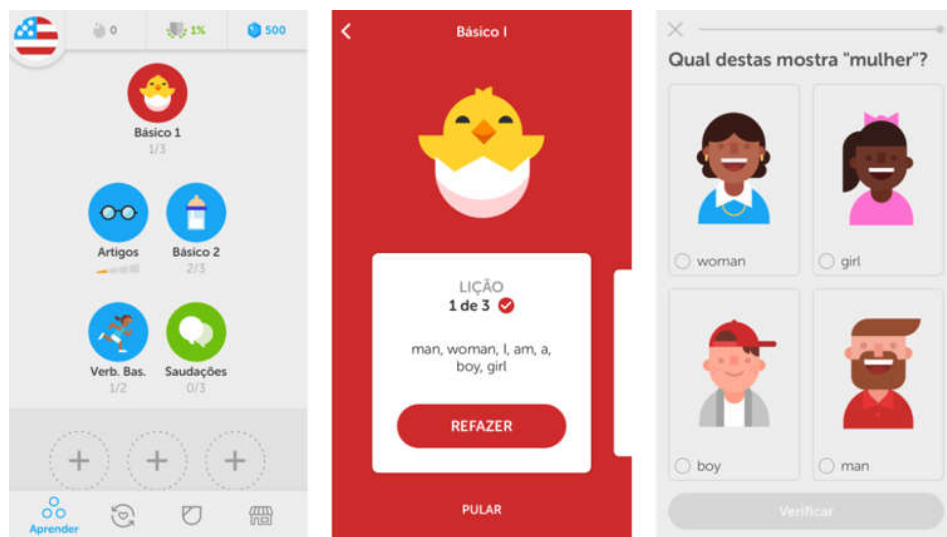 0
1%
500
Básico 1
1/3
Artigos
Básico 2
2/3
Verb. Bas.
Saudações
1/2
0/3
+ + +
Aprender
Básico I
LIÇÃO
1 de 3
man, woman, I, am, a,
boy, girl
REFAZER
PULAR
Qual destas mostra "mulher"?
woman
girl
boy
man
Verificar